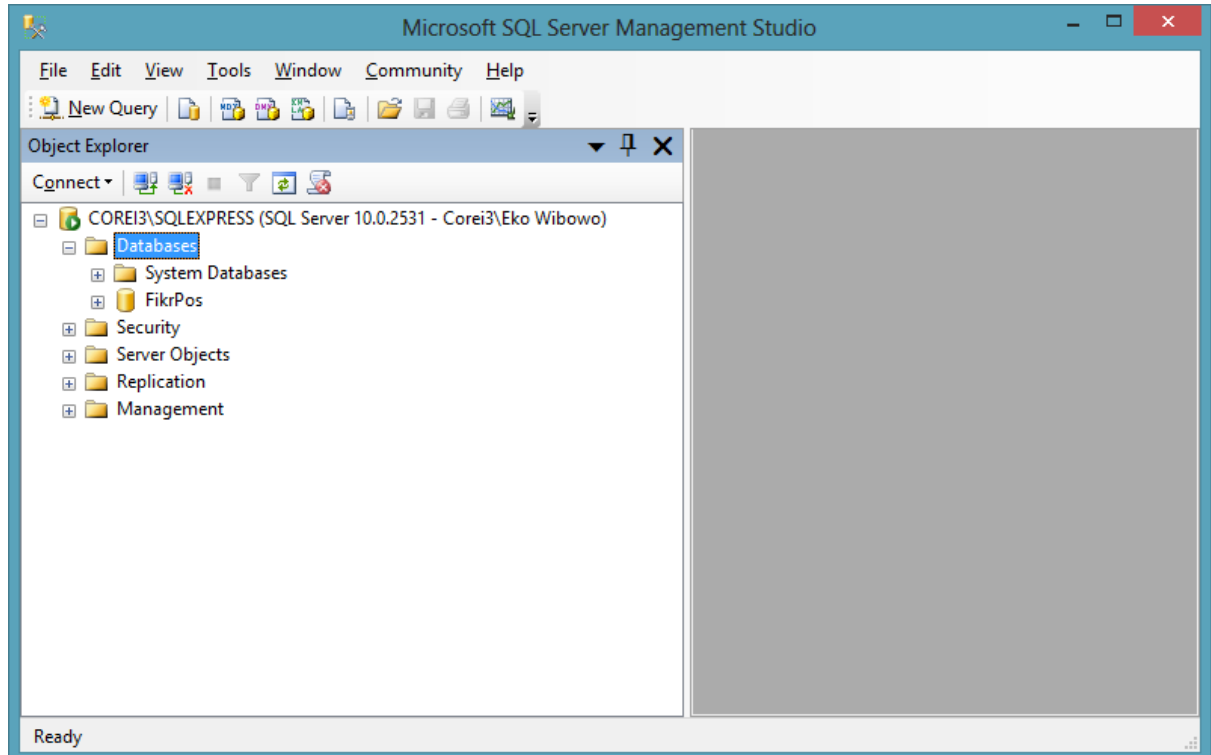 Microsoft SQL Server Management Studio
File Edit View Tools Window Community Help
New Query
Object Explorer
Connect
COREI3\SQLEXPRESS (SQL Server 10.0.2531 - Corei3\Eko Wibowo)
Databases
System Databases
FikrPos
Security
Server Objects
Replication
Management
Ready